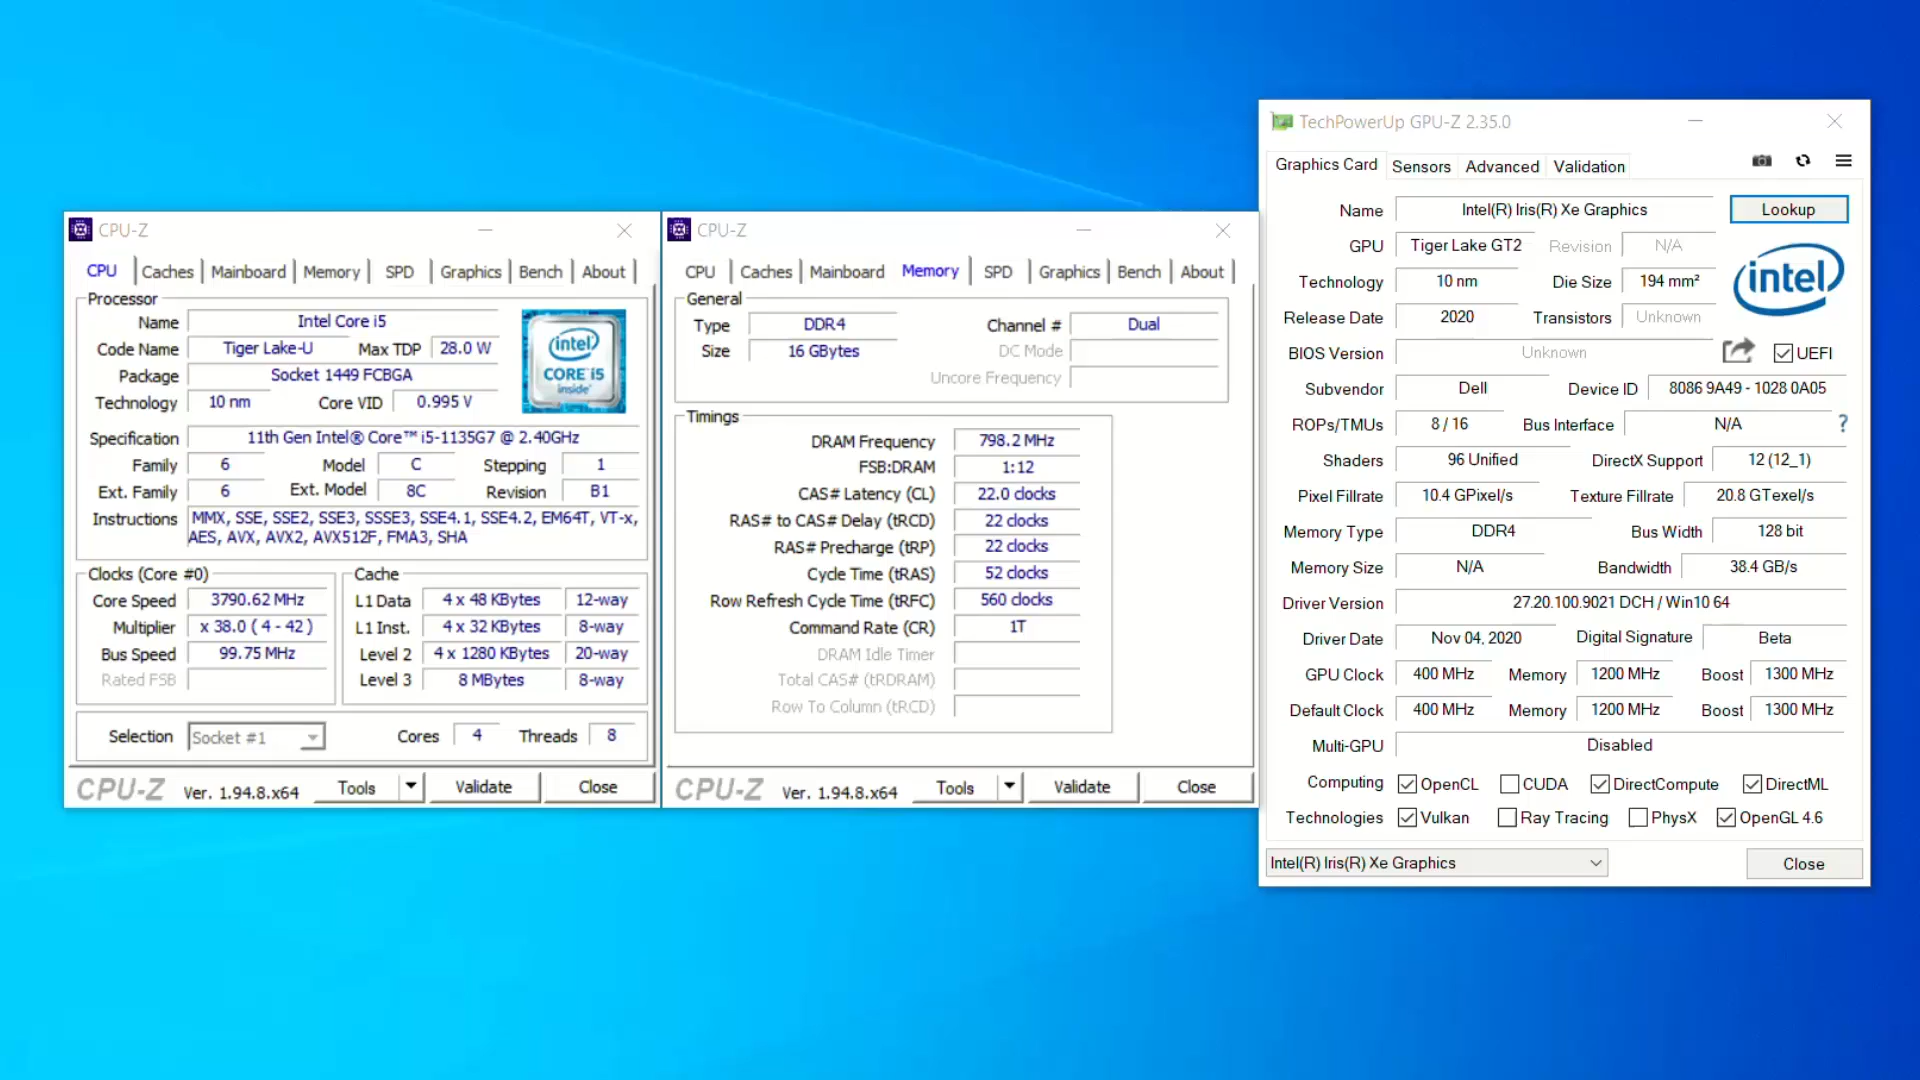 CPU-Z
CPU Caches Mainboard Memory SPD Graphics Bench About
Processor
Name Intel Core i5
Code Name Tiger Lake-U Max TDP 28.0 W
Package Socket 1449 FCBGA
Technology 10 nm Core VID 0.995 V
intel
CORE i5
inside
Specification 11th Gen Intel® Core™ i5-1135G7 @ 2.40GHz
Family 6 Model C Stepping 1
Ext. Family 6 Ext. Model 8C Revision B1
Instructions MMX, SSE, SSE2, SSE3, SSSE3, SSE4.1, SSE4.2, EM64T, VT-x,
AES, AVX, AVX2, AVX512F, FMA3, SHA
Clocks (Core #0)
Core Speed 3790.62 MHz
Multiplier x 38.0 ( 4 - 42 )
Bus Speed 99.75 MHz
Rated FSB
Cache
L1 Data 4 x 48 KBytes 12-way
L1 Inst. 4 x 32 KBytes 8-way
Level 2 4 x 1280 KBytes 20-way
Level 3 8 MBytes 8-way
Selection Socket #1 Cores 4 Threads 8
CPU-Z Ver. 1.94.8.x64 Tools Validate Close
CPU-Z
CPU Caches Mainboard Memory SPD Graphics Bench About
General
Type DDR4 Channel # Dual
Size 16 GBytes DC Mode
Uncore Frequency
Timings
DRAM Frequency 798.2 MHz
FSB:DRAM 1:12
CAS# Latency (CL) 22.0 clocks
RAS# to CAS# Delay (tRCD) 22 clocks
RAS# Precharge (tRP) 22 clocks
Cycle Time (tRAS) 52 clocks
Row Refresh Cycle Time (tRFC) 560 clocks
Command Rate (CR) 1T
DRAM Idle Timer
Total CAS# (tRDRAM)
Row To Column (tRCD)
CPU-Z Ver. 1.94.8.x64 Tools Validate Close
TechPowerUp GPU-Z 2.35.0
Graphics Card Sensors Advanced Validation
Name Intel(R) Iris(R) Xe Graphics Lookup
GPU Tiger Lake GT2 Revision N/A
intel
Technology 10 nm Die Size 194 mm²
Release Date 2020 Transistors Unknown
BIOS Version Unknown UEFI
Subvendor Dell Device ID 8086 9A49 - 1028 0A05
ROPs/TMUs 8 / 16 Bus Interface N/A ?
Shaders 96 Unified DirectX Support 12 (12_1)
Pixel Fillrate 10.4 GPixel/s Texture Fillrate 20.8 GTexel/s
Memory Type DDR4 Bus Width 128 bit
Memory Size N/A Bandwidth 38.4 GB/s
Driver Version 27.20.100.9021 DCH / Win10 64
Driver Date Nov 04, 2020 Digital Signature Beta
GPU Clock 400 MHz Memory 1200 MHz Boost 1300 MHz
Default Clock 400 MHz Memory 1200 MHz Boost 1300 MHz
Multi-GPU Disabled
Computing OpenCL CUDA DirectCompute DirectML
Technologies Vulkan Ray Tracing PhysX OpenGL 4.6
Intel(R) Iris(R) Xe Graphics Close